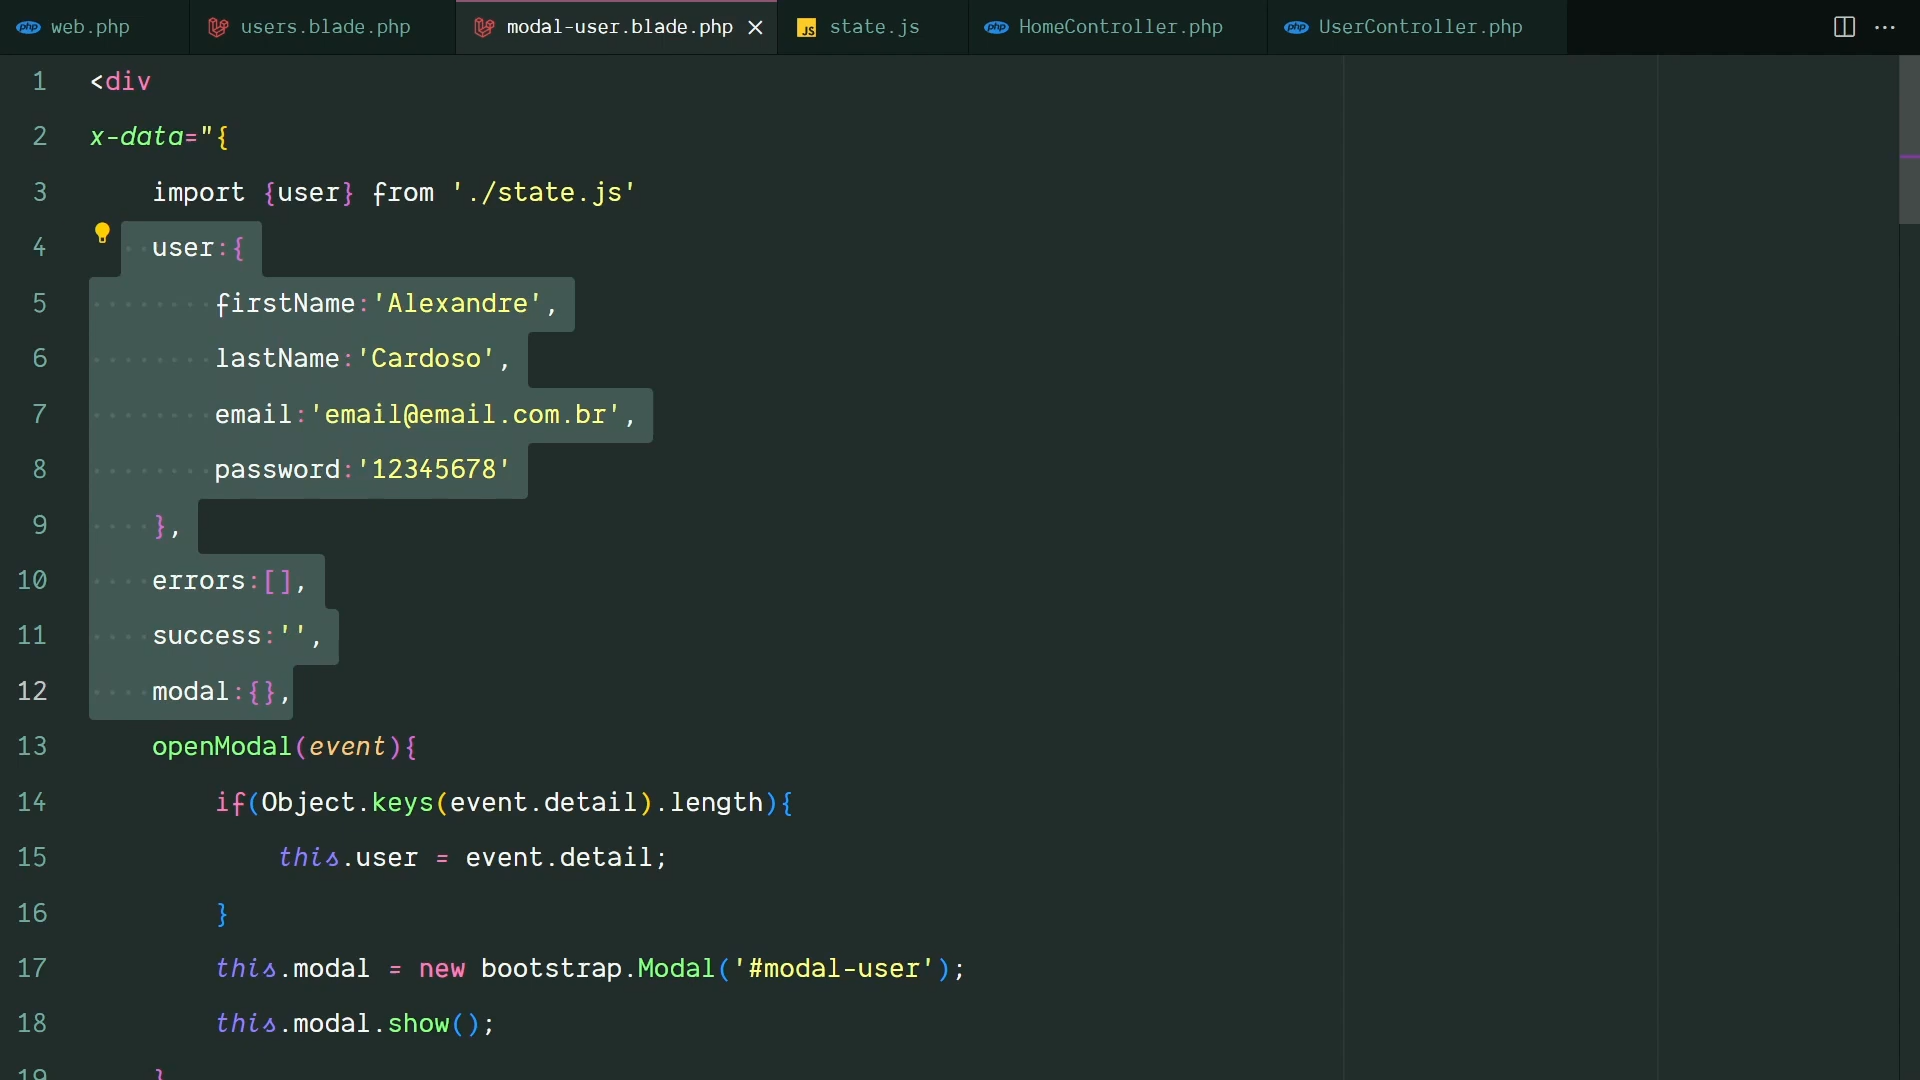 web.php users.blade.php modal-user.blade.php state.js HomeController.php UserController.php
1 <div
2 x-data="{
3 import {user} from './state.js'
4 user:{
5 firstName:'Alexandre',
6 lastName:'Cardoso',
7 email:'email@email.com.br',
8 password:'12345678'
9 },
10 errors:[],
11 success:'',
12 modal:{},
13 openModal(event){
14 if(Object.keys(event.detail).length){
15 this.user = event.detail;
16 }
17 this.modal = new bootstrap.Modal('#modal-user');
18 this.modal.show();
19 }